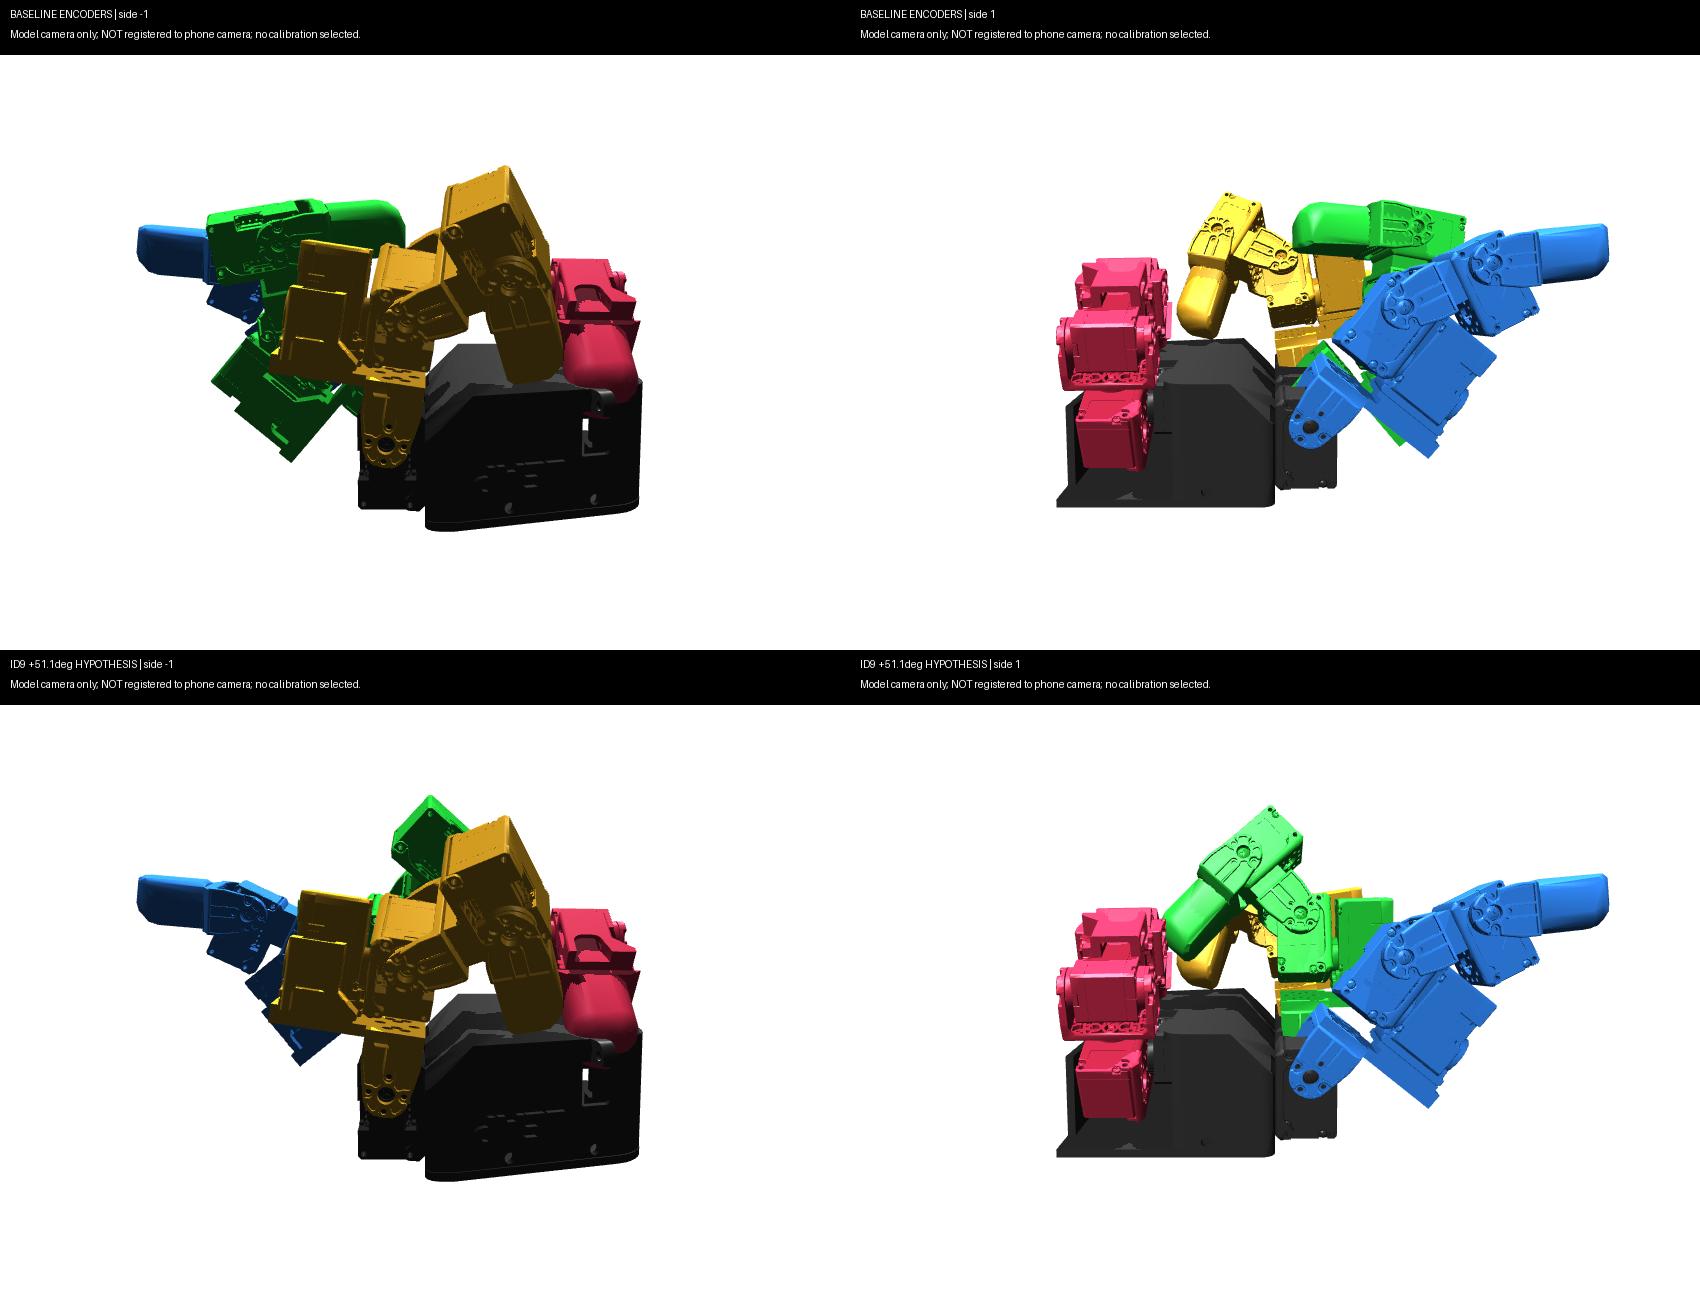 BASELINE ENCODERS | side -1
Model camera only; NOT registered to phone camera; no calibration selected.
BASELINE ENCODERS | side 1
Model camera only; NOT registered to phone camera; no calibration selected.
ID9 +51.1deg HYPOTHESIS | side -1
Model camera only; NOT registered to phone camera; no calibration selected.
ID9 +51.1deg HYPOTHESIS | side 1
Model camera only; NOT registered to phone camera; no calibration selected.